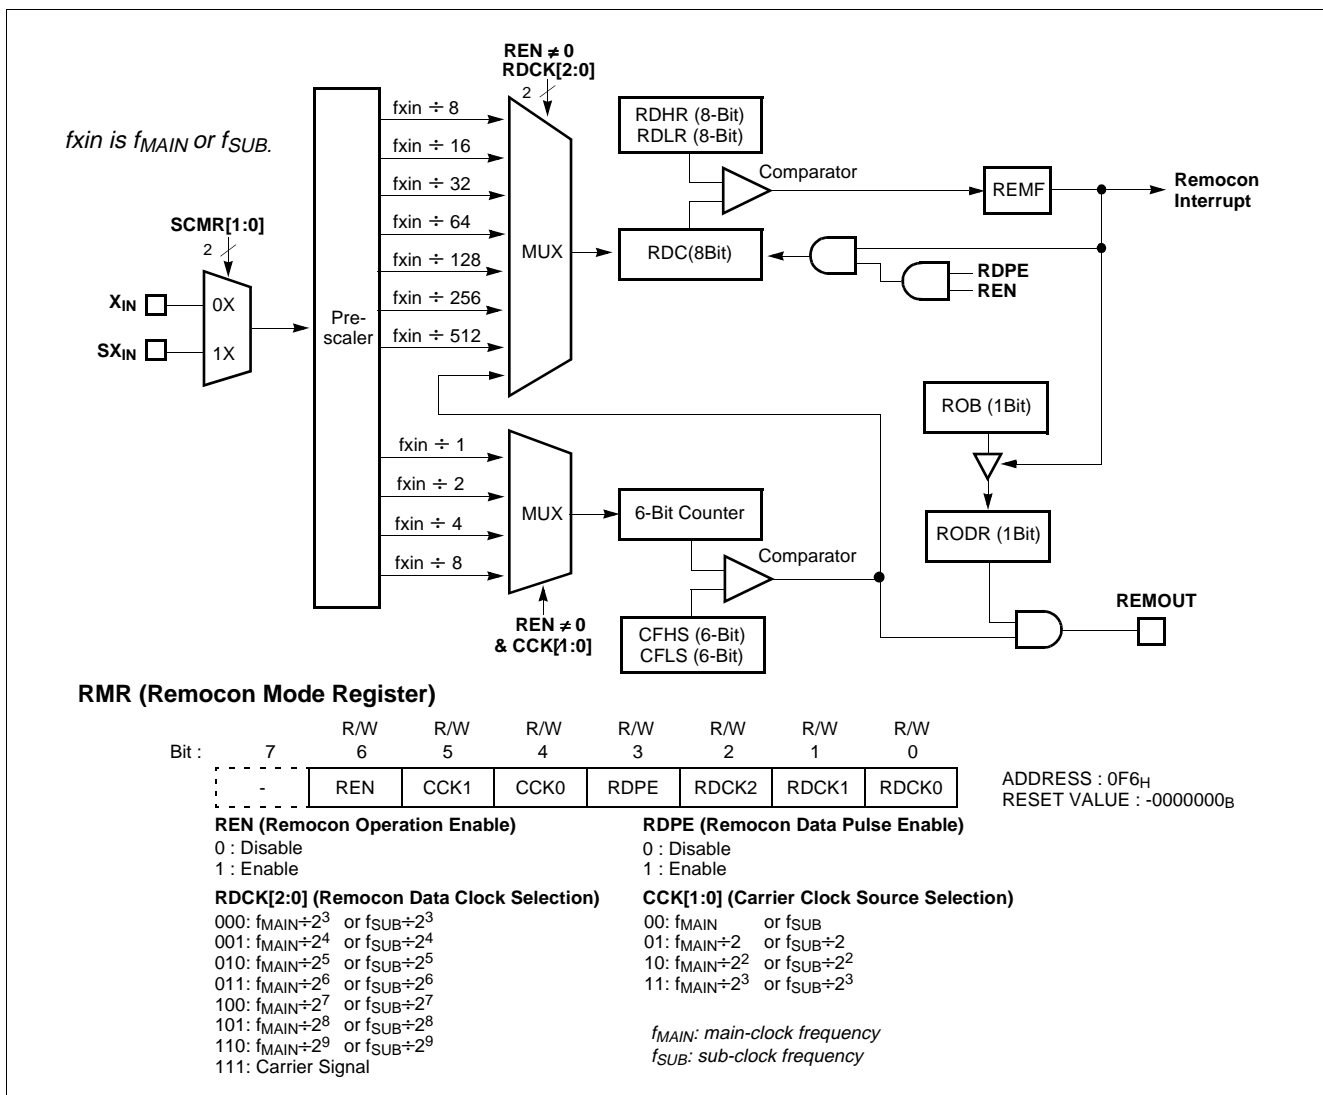 REN ≠ 0
RDCK[2:0]
2
fxin is fMAIN or fSUB.
SCMR[1:0]
2
XIN
0X
SXIN
1X
Pre-
scaler
fxin ÷ 8
fxin ÷ 16
fxin ÷ 32
fxin ÷ 64
fxin ÷ 128
fxin ÷ 256
fxin ÷ 512
MUX
RDHR (8-Bit)
RDLR (8-Bit)
Comparator
REMF
Remocon
Interrupt
RDC(8Bit)
RDPE
REN
ROB (1Bit)
RODR (1Bit)
fxin ÷ 1
fxin ÷ 2
fxin ÷ 4
fxin ÷ 8
MUX
6-Bit Counter
Comparator
REN ≠ 0
& CCK[1:0]
CFHS (6-Bit)
CFLS (6-Bit)
REMOUT
RMR (Remocon Mode Register)
R/W R/W R/W R/W R/W R/W R/W
Bit : 7 6 5 4 3 2 1 0
- REN CCK1 CCK0 RDPE RDCK2 RDCK1 RDCK0
ADDRESS : 0F6H
RESET VALUE : -0000000B
REN (Remocon Operation Enable)
0 : Disable
1 : Enable
RDPE (Remocon Data Pulse Enable)
0 : Disable
1 : Enable
RDCK[2:0] (Remocon Data Clock Selection)
000: fMAIN÷2³ or fSUB÷2³
001: fMAIN÷2⁴ or fSUB÷2⁴
010: fMAIN÷2⁵ or fSUB÷2⁵
011: fMAIN÷2⁶ or fSUB÷2⁶
100: fMAIN÷2⁷ or fSUB÷2⁷
101: fMAIN÷2⁸ or fSUB÷2⁸
110: fMAIN÷2⁹ or fSUB÷2⁹
111: Carrier Signal
CCK[1:0] (Carrier Clock Source Selection)
00: fMAIN or fSUB
01: fMAIN÷2 or fSUB÷2
10: fMAIN÷2² or fSUB÷2²
11: fMAIN÷2³ or fSUB÷2³
fMAIN: main-clock frequency
fSUB: sub-clock frequency